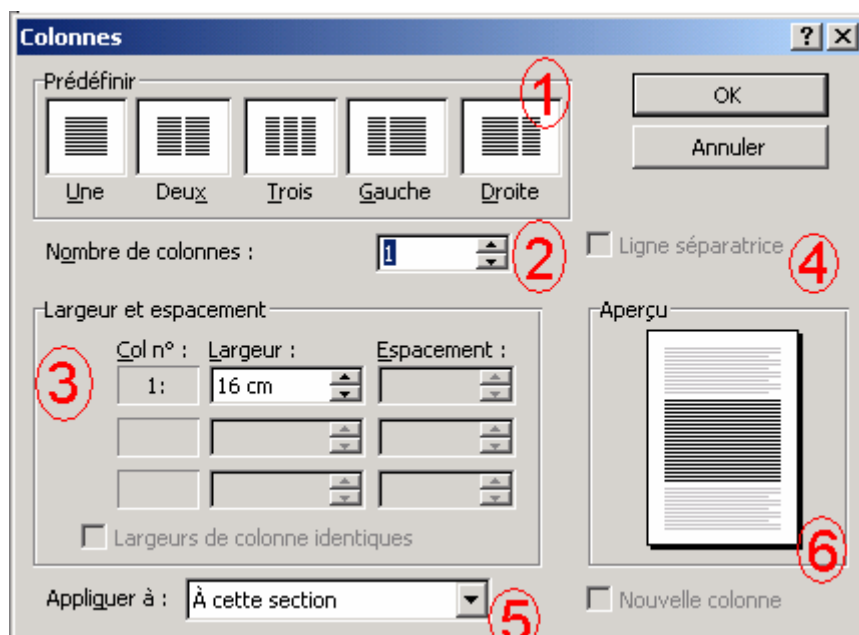 Colonnes
Prédéfinir
1
OK
Annuler
Une Deux Trois Gauche Droite
Nombre de colonnes : 1
2
Ligne séparatrice
4
Largeur et espacement
Aperçu
3
Col n° : Largeur : Espacement :
1: 16 cm
Largeurs de colonne identiques
6
Appliquer à : À cette section
5
Nouvelle colonne